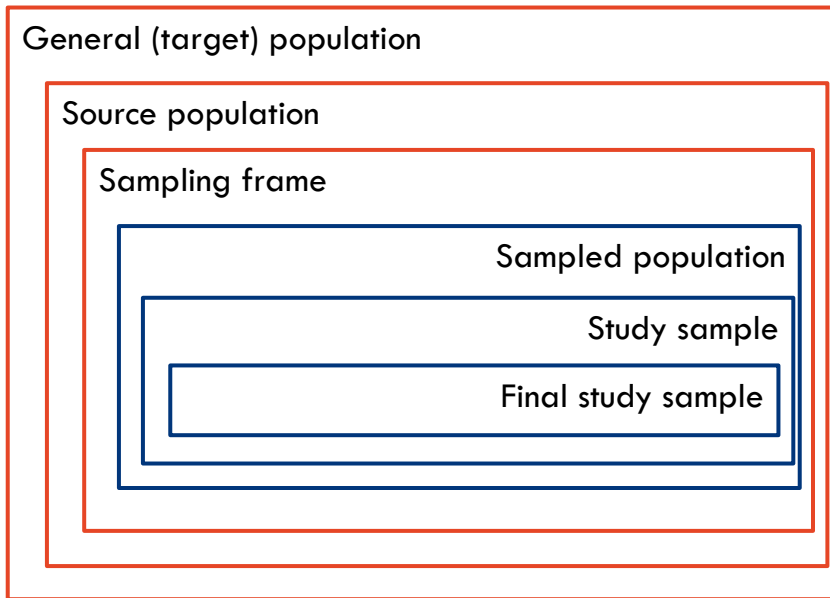 General (target) population
Source population
Sampling frame
Sampled population
Study sample
Final study sample